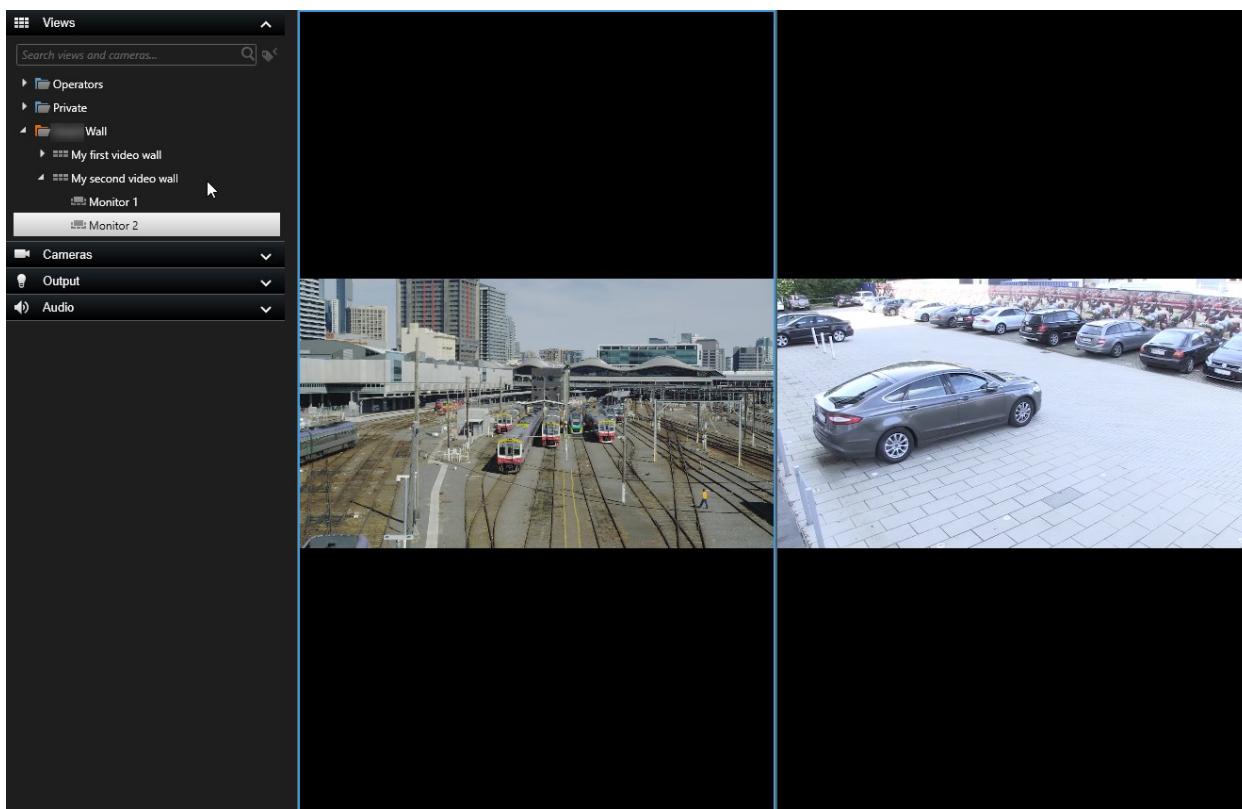 Views
Search views and cameras...
Operators
Private
Wall
My first video wall
My second video wall
Monitor 1
Monitor 2
Cameras
Output
Audio